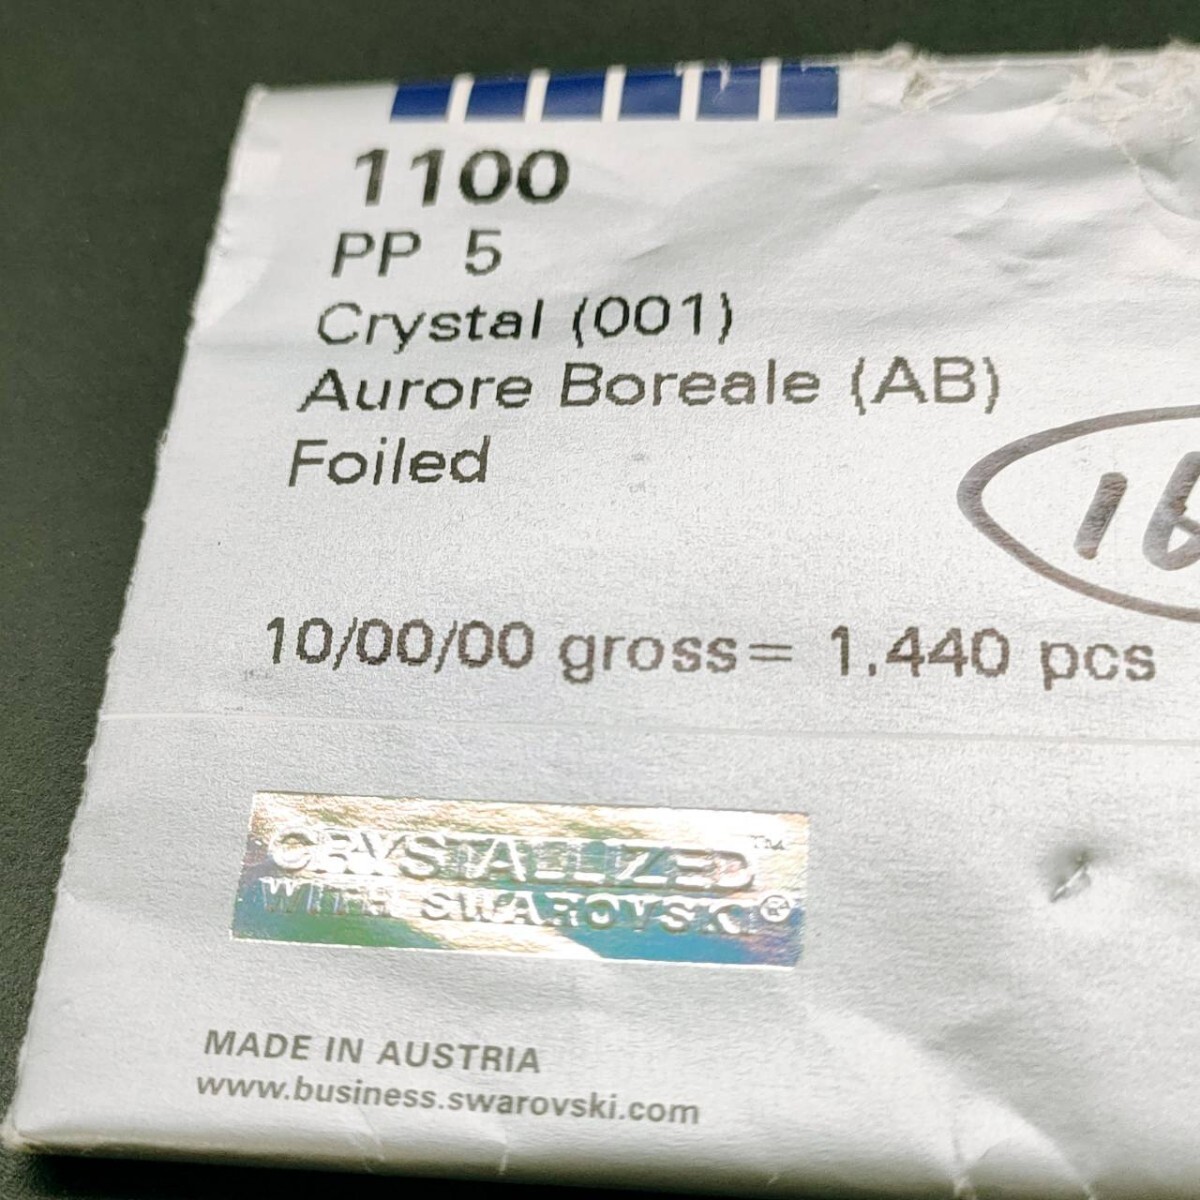 1100
PP 5
Crystal (001)
Aurore Boreale (AB)
Foiled
10/00/00 gross= 1.440 pcs
CRYSTALLIZED™
WITH SWAROVSKI®
MADE IN AUSTRIA
www.business.swarovski.com